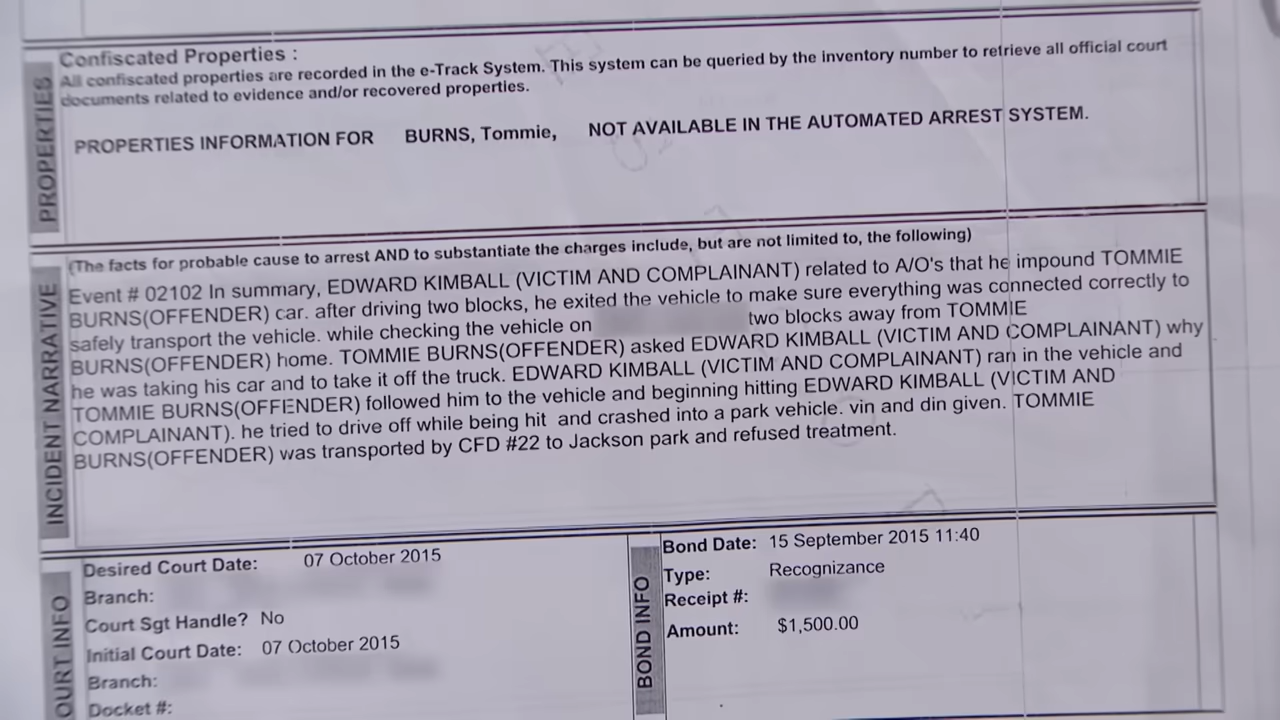 Confiscated Properties :
All confiscated properties are recorded in the e-Track System. This system can be queried by the inventory number to retrieve all official court
documents related to evidence and/or recovered properties.
PROPERTIES
PROPERTIES INFORMATION FOR BURNS, Tommie, NOT AVAILABLE IN THE AUTOMATED ARREST SYSTEM.
INCIDENT NARRATIVE
(The facts for probable cause to arrest AND to substantiate the charges include, but are not limited to, the following)
Event # 02102 In summary, EDWARD KIMBALL (VICTIM AND COMPLAINANT) related to A/O's that he impound TOMMIE
BURNS(OFFENDER) car. after driving two blocks, he exited the vehicle to make sure everything was connected correctly to
safely transport the vehicle. while checking the vehicle on two blocks away from TOMMIE
BURNS(OFFENDER) home. TOMMIE BURNS(OFFENDER) asked EDWARD KIMBALL (VICTIM AND COMPLAINANT) why
he was taking his car and to take it off the truck. EDWARD KIMBALL (VICTIM AND COMPLAINANT) ran in the vehicle and
TOMMIE BURNS(OFFENDER) followed him to the vehicle and beginning hitting EDWARD KIMBALL (VICTIM AND
COMPLAINANT). he tried to drive off while being hit and crashed into a park vehicle. vin and din given. TOMMIE
BURNS(OFFENDER) was transported by CFD #22 to Jackson park and refused treatment.
OURT INFO
Desired Court Date: 07 October 2015
Branch:
Court Sgt Handle? No
Initial Court Date: 07 October 2015
Branch:
Docket #:
BOND INFO
Bond Date: 15 September 2015 11:40
Type: Recognizance
Receipt #:
Amount: $1,500.00